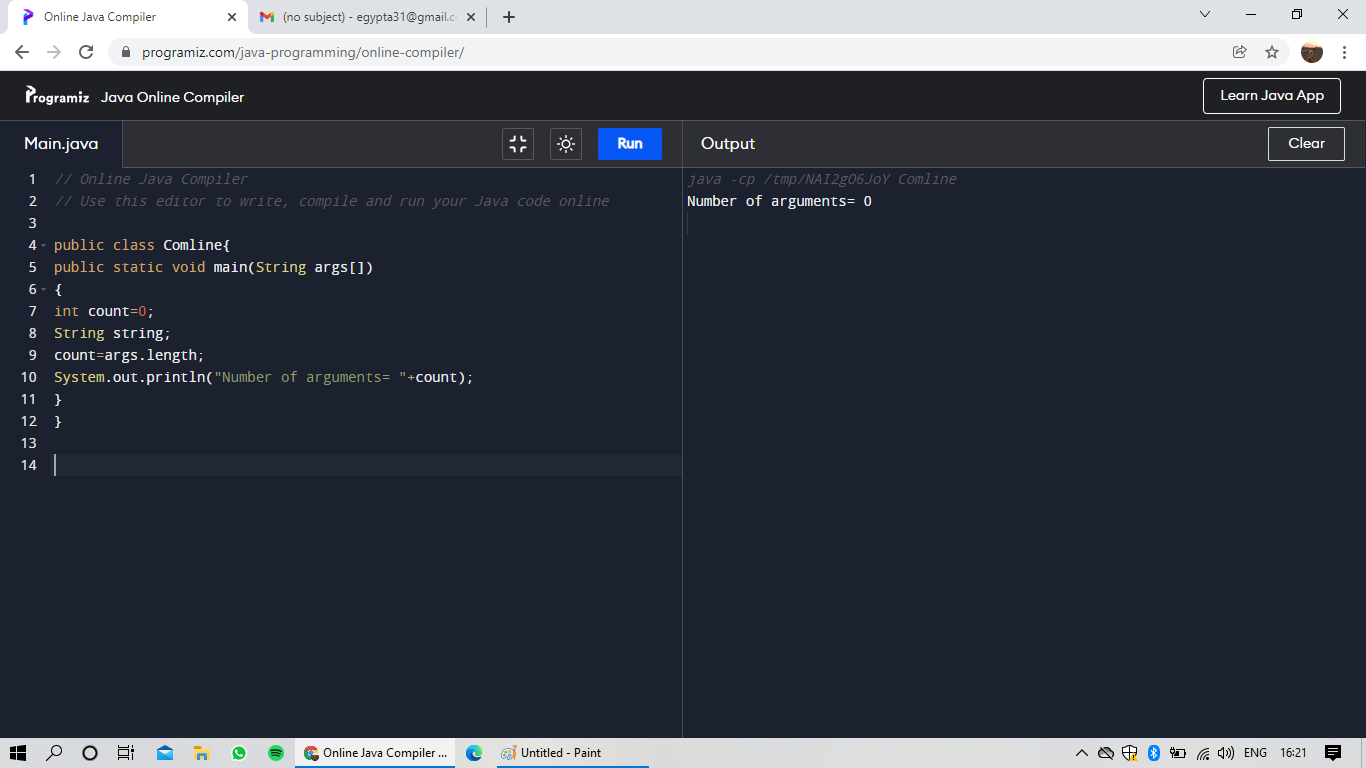 Online Java Compiler
(no subject) - egypta31@gmail.c
programiz.com/java-programming/online-compiler/
Programiz Java Online Compiler
Learn Java App
Main.java
Run
Output
Clear
1 // Online Java Compiler
2 // Use this editor to write, compile and run your Java code online
3
4 public class Comline{
5 public static void main(String args[])
6 {
7 int count=0;
8 String string;
9 count=args.length;
10 System.out.println("Number of arguments= "+count);
11 }
12 }
13
14
java -cp /tmp/NAI2gO6JoY Comline
Number of arguments= 0
Online Java Compiler ...
Untitled - Paint
ENG
16:21